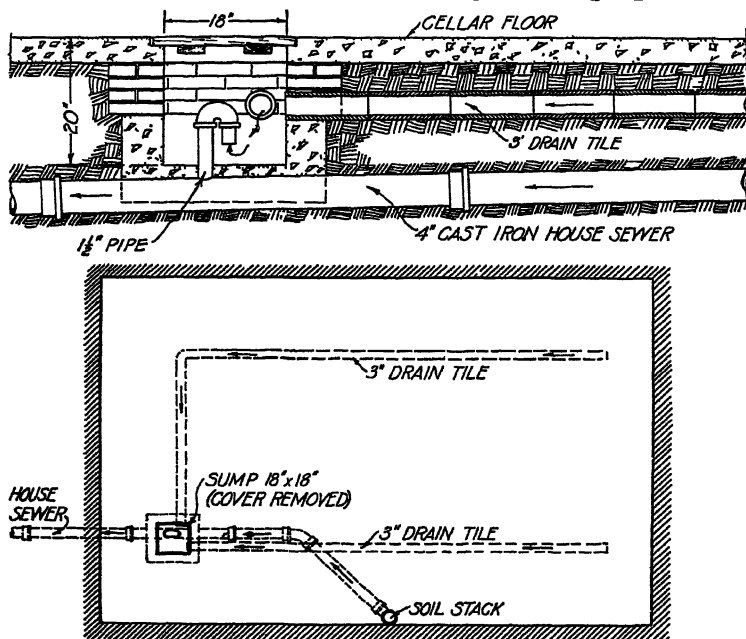 18"
CELLAR FLOOR
20"
3' DRAIN TILE
4" CAST IRON HOUSE SEWER
1½" PIPE
3" DRAIN TILE
SUMP 18"x18"
(COVER REMOVED)
HOUSE
SEWER
3" DRAIN TILE
SOIL STACK